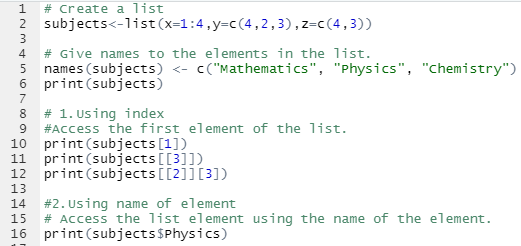 1 # Create a list
2 subjects<-list(x=1:4,y=c(4,2,3),z=c(4,3))
3
4 # Give names to the elements in the list.
5 names(subjects) <- c("Mathematics", "Physics", "Chemistry")
6 print(subjects)
7
8 # 1.Using index
9 #Access the first element of the list.
10 print(subjects[1])
11 print(subjects[[3]])
12 print(subjects[[2]][3])
13
14 #2.Using name of element
15 # Access the list element using the name of the element.
16 print(subjects$Physics)
17